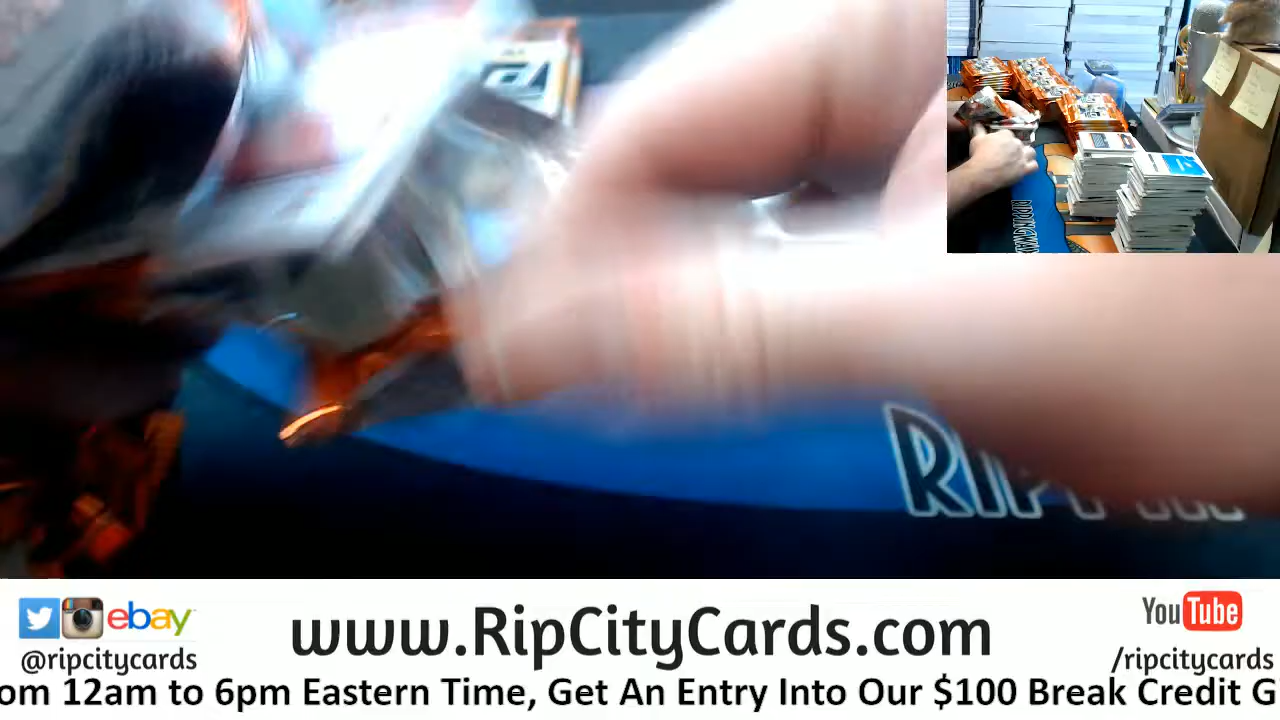 ebay
@ripcitycards
www.RipCityCards.com
YouTube
/ripcitycards
om 12am to 6pm Eastern Time, Get An Entry Into Our $100 Break Credit G